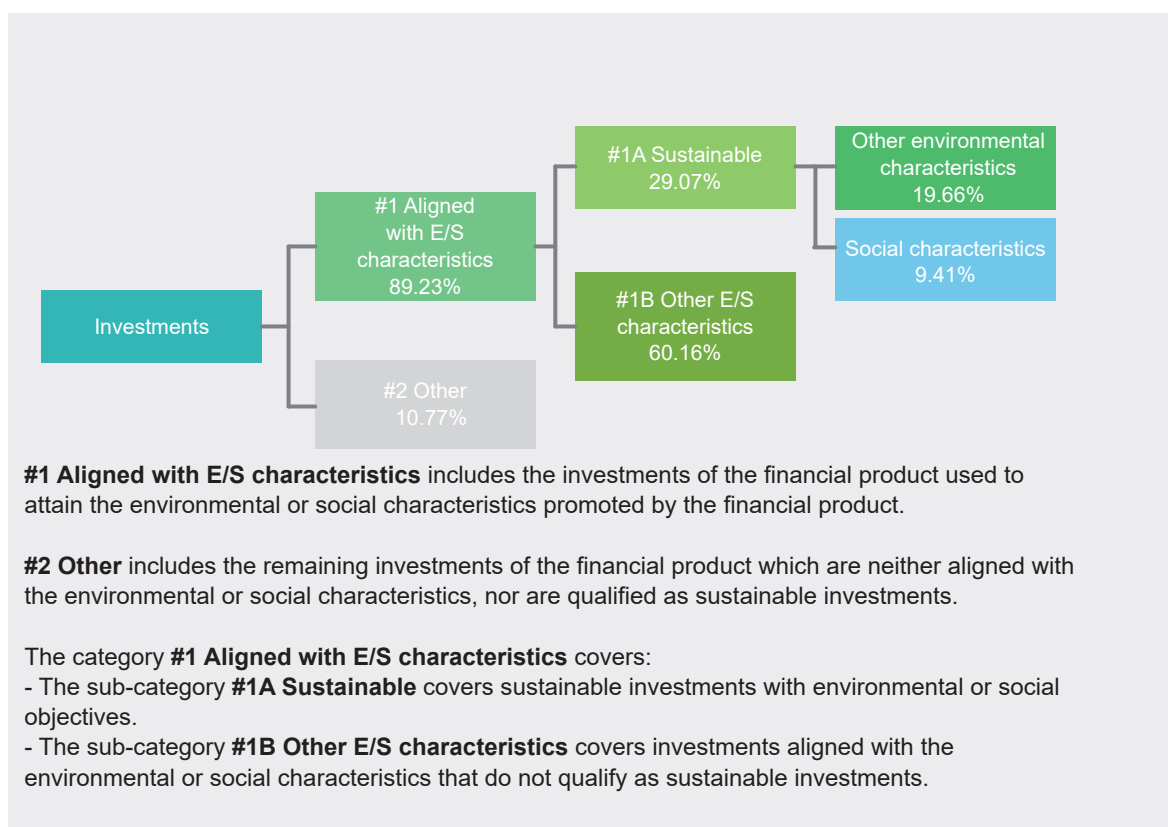 Investments
#1 Aligned
with E/S
characteristics
89.23%
#2 Other
10.77%
#1A Sustainable
29.07%
#1B Other E/S
characteristics
60.16%
Other environmental
characteristics
19.66%
Social characteristics
9.41%
#1 Aligned with E/S characteristics includes the investments of the financial product used to
attain the environmental or social characteristics promoted by the financial product.
#2 Other includes the remaining investments of the financial product which are neither aligned with
the environmental or social characteristics, nor are qualified as sustainable investments.
The category #1 Aligned with E/S characteristics covers:
- The sub-category #1A Sustainable covers sustainable investments with environmental or social
objectives.
- The sub-category #1B Other E/S characteristics covers investments aligned with the
environmental or social characteristics that do not qualify as sustainable investments.